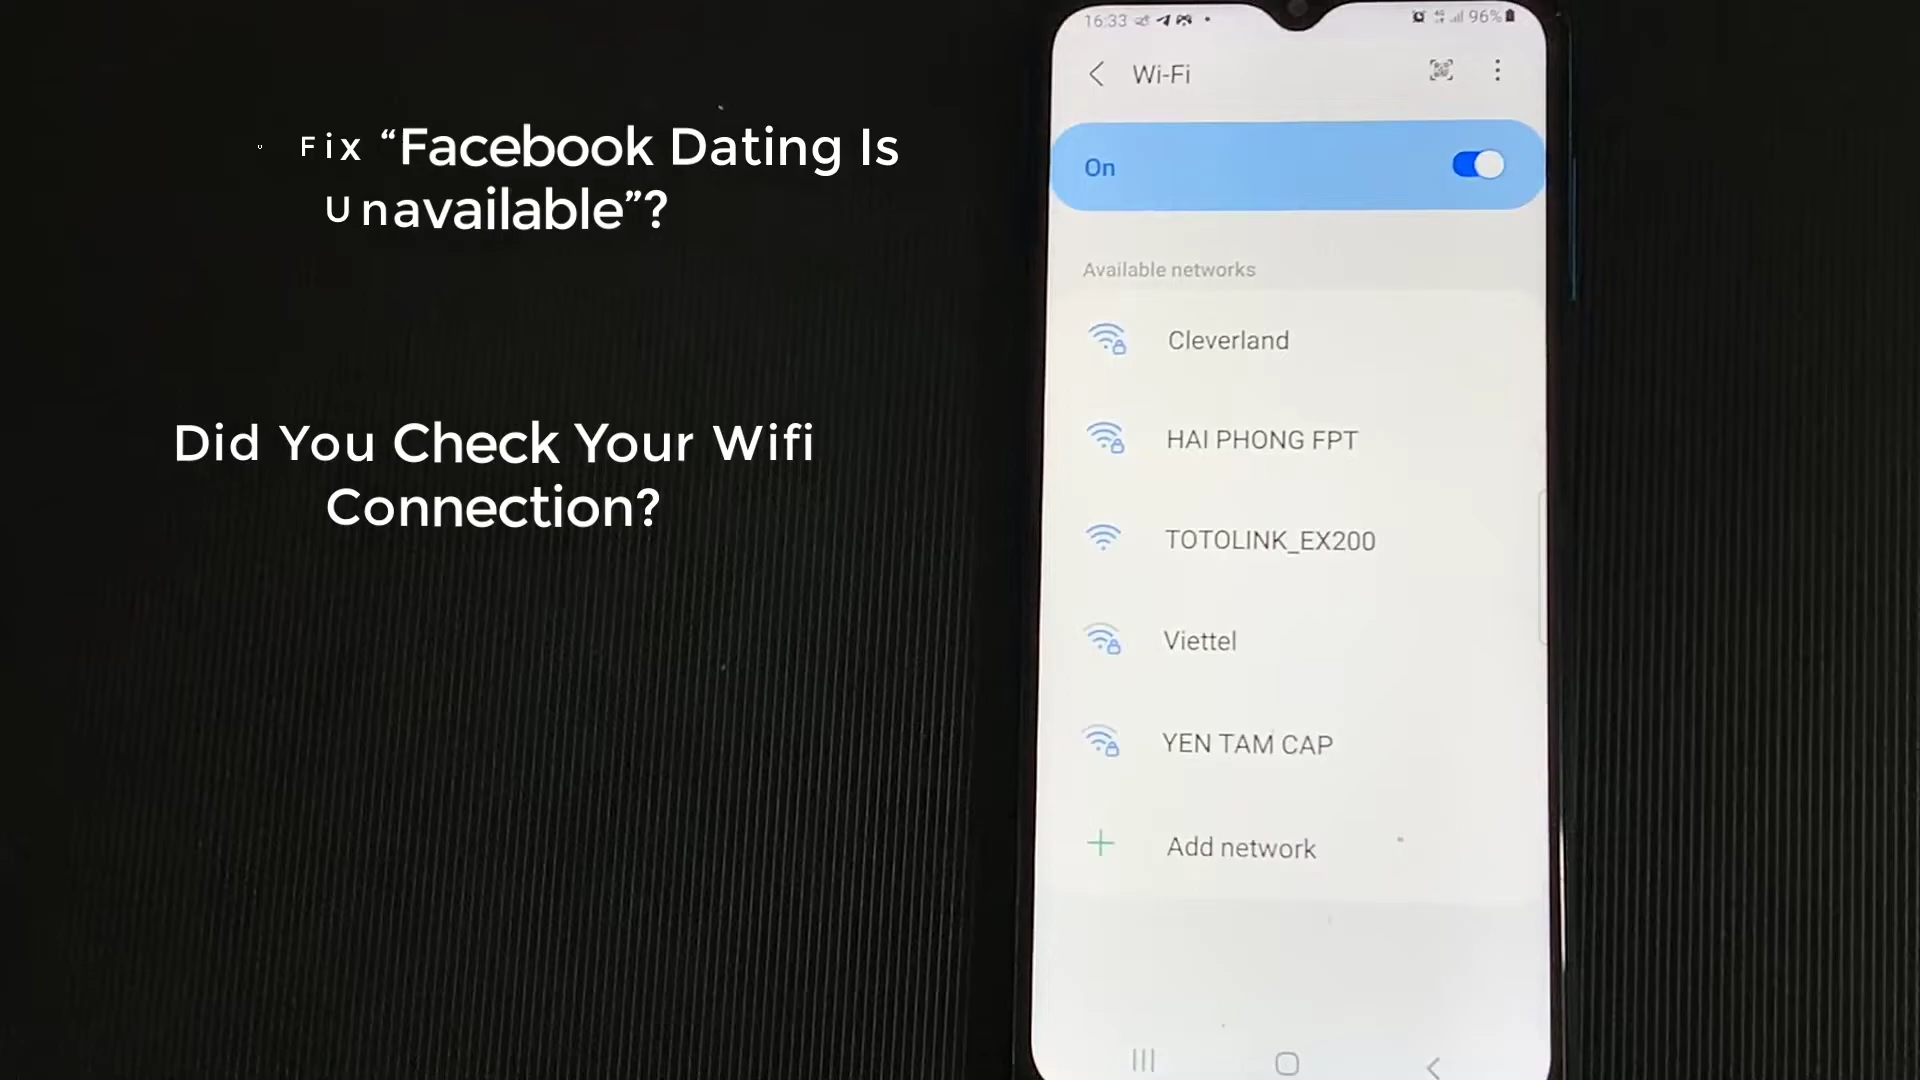 Fix “Facebook Dating Is
Unavailable”?
Did You Check Your Wifi
Connection?
16:33
96%
Wi-Fi
On
Available networks
Cleverland
HAI PHONG FPT
TOTOLINK_EX200
Viettel
YEN TAM CAP
Add network